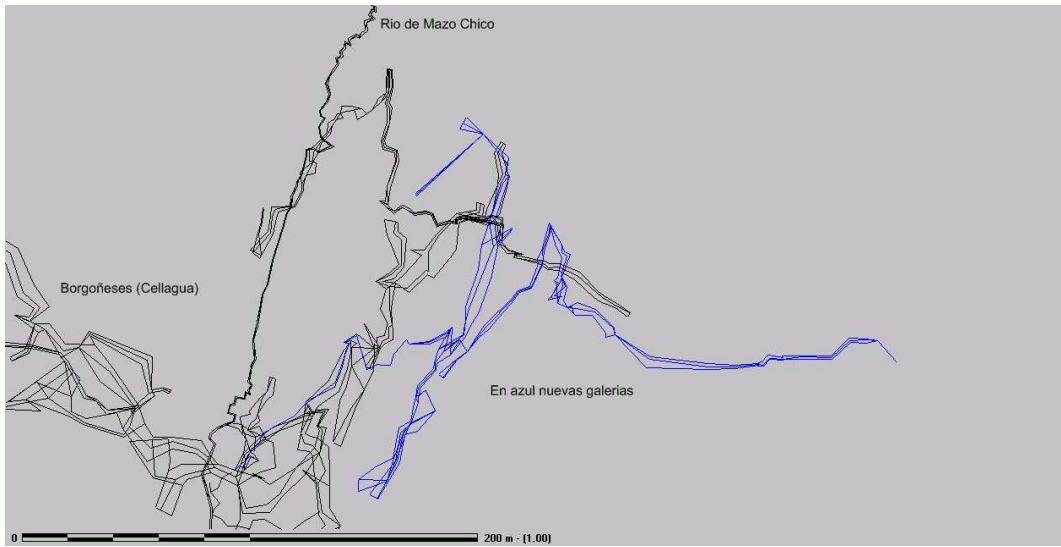 Rio de Mazo Chico
Borgoñeses (Cellagua)
En azul nuevas galerias
0 200 m - (1.00)